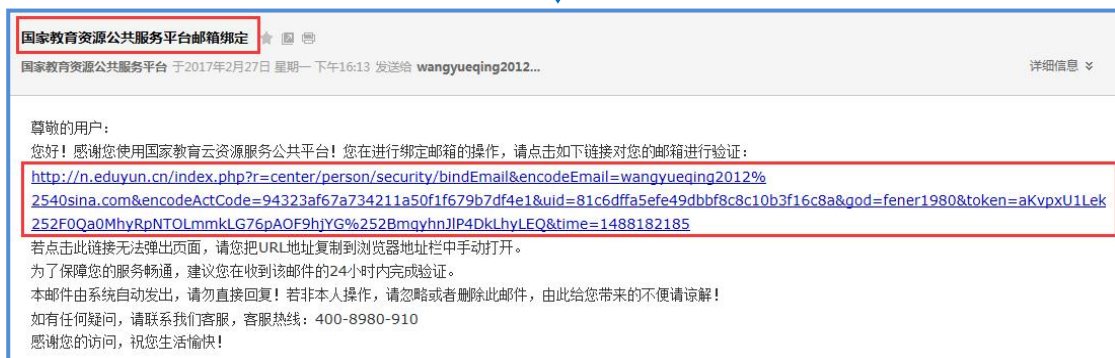 国家教育资源公共服务平台邮箱绑定
国家教育资源公共服务平台 于2017年2月27日 星期一 下午16:13 发送给 wangyueqing2012... 详细信息
尊敬的用户：
您好！感谢您使用国家教育云资源服务公共平台！您在进行绑定邮箱的操作，请点击如下链接对您的邮箱进行验证：
http://n.eduyun.cn/index.php?r=center/person/security/bindEmail&encodeEmail=wangyueqing2012%
2540sina.com&encodeActCode=94323af67a734211a50f1f679b7df4e1&uid=81c6dffa5efe49dbbf8c8c10b3f16c8a&god=fener1980&token=aKvpxU1Lek
252F0Qa0MhyRpNTOLmmkLG76pAOF9hjYG%252BmqyhnJlP4DkLhyLEQ&time=1488182185
若点击此链接无法弹出页面，请您把URL地址复制到浏览器地址栏中手动打开。
为了保障您的服务畅通，建议您在收到该邮件的24小时内完成验证。
本邮件由系统自动发出，请勿直接回复！若非本人操作，请忽略或者删除此邮件，由此给您带来的不便请谅解！
如有任何疑问，请联系我们客服，客服热线：400-8980-910
感谢您的访问，祝您生活愉快！